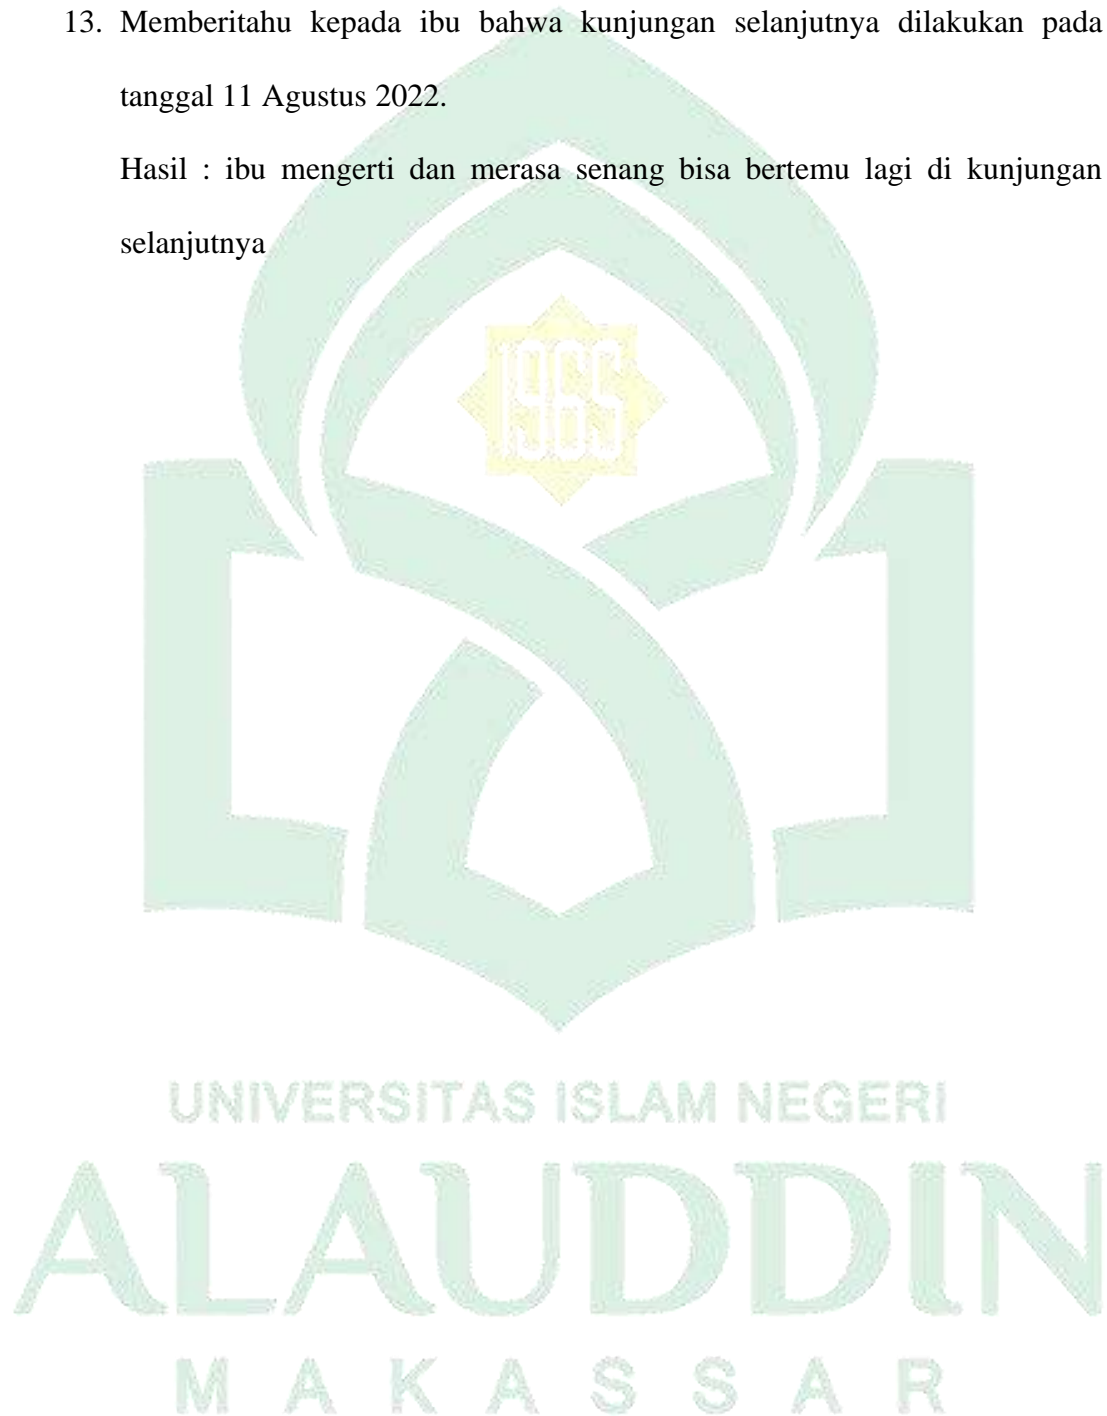 13. Memberitahu kepada ibu bahwa kunjungan selanjutnya dilakukan pada
tanggal 11 Agustus 2022.
Hasil : ibu mengerti dan merasa senang bisa bertemu lagi di kunjungan
selanjutnya
1965
UNIVERSITAS ISLAM NEGERI
ALAUDDIN
MAKASSAR